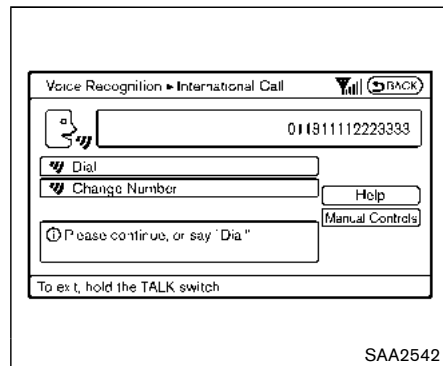 Voice Recognition ▸ International Call BACK
011911112223333
Dial
Change Number
Help
Manual Controls
Please continue, or say "Dial"
To exit, hold the TALK switch
SAA2542